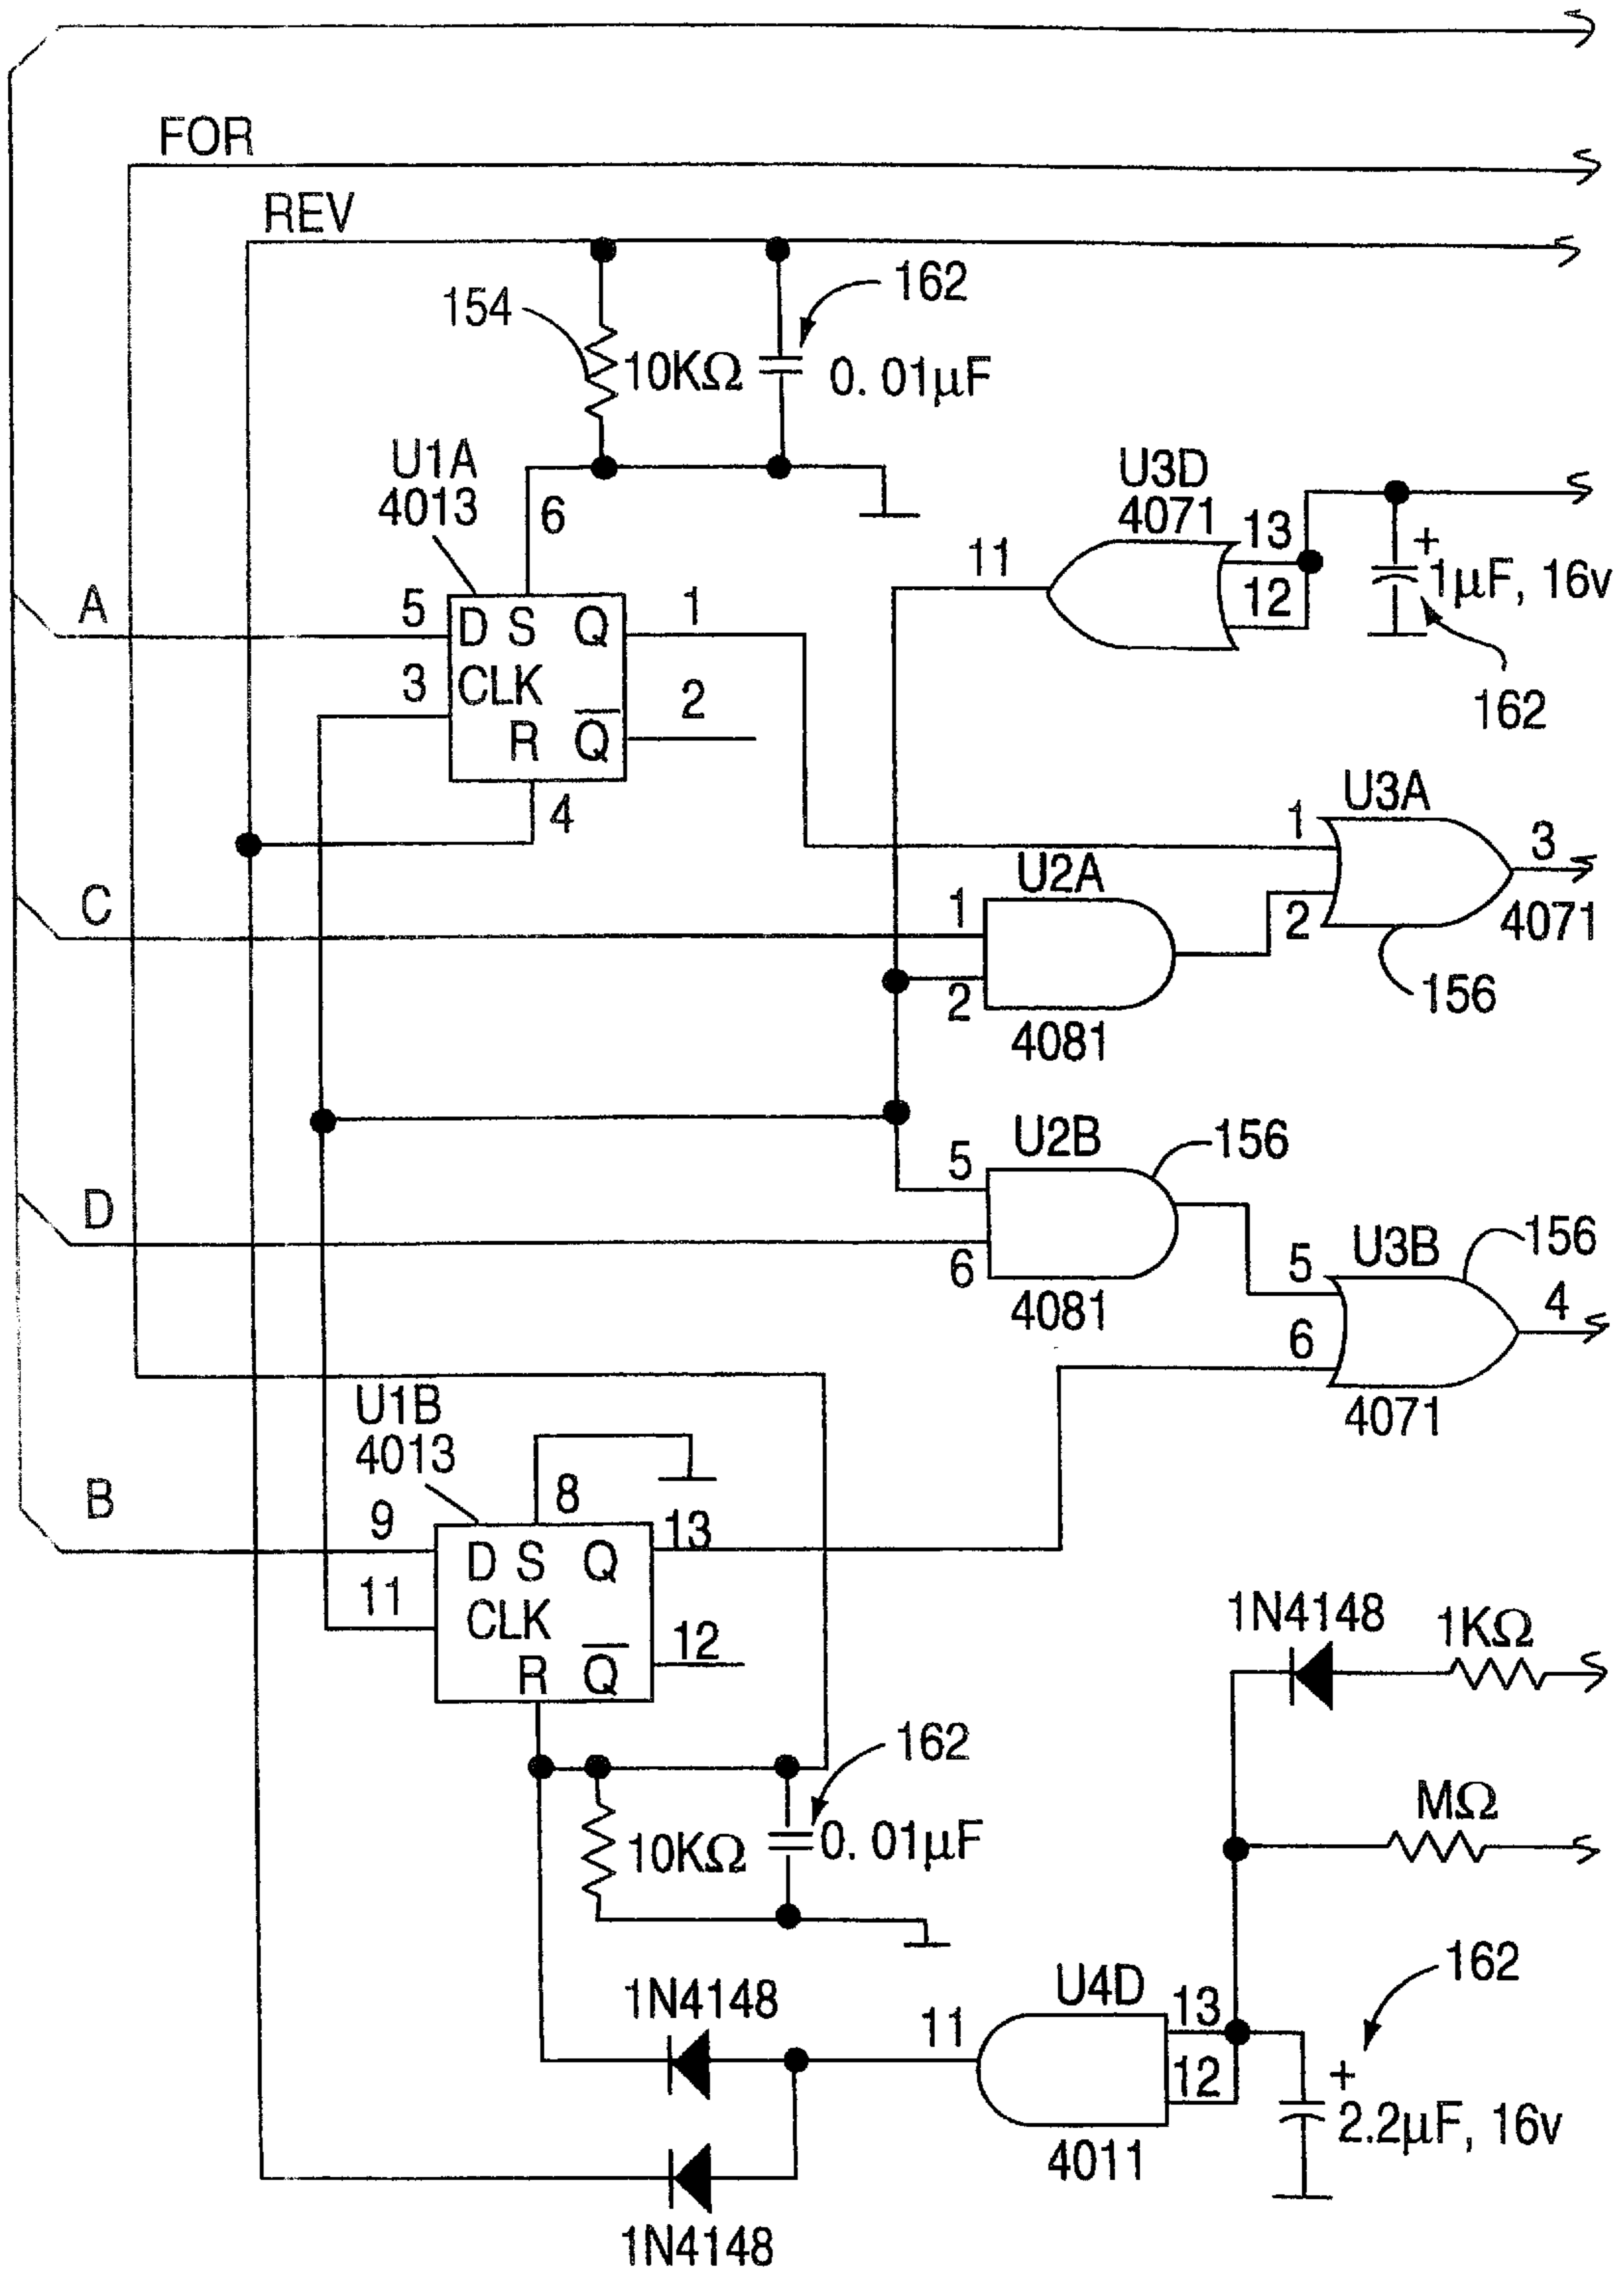 FOR
REV
154
162
10KΩ
0. 01µF
U1A
4013
6
U3D
4071
13
11
12
+
1µF, 16v
162
A
5
D S Q
1
3
CLK
2
R Q̅
4
U3A
1
3
2
4071
156
C
U2A
1
2
4081
U2B
156
5
6
4081
D
U3B
156
5
4
6
4071
U1B
4013
8
B
9
13
D S Q
11
CLK
12
R Q̅
1N4148
1KΩ
162
10KΩ
0. 01µF
MΩ
162
1N4148
11
U4D
13
12
+
2.2µF, 16v
4011
1N4148